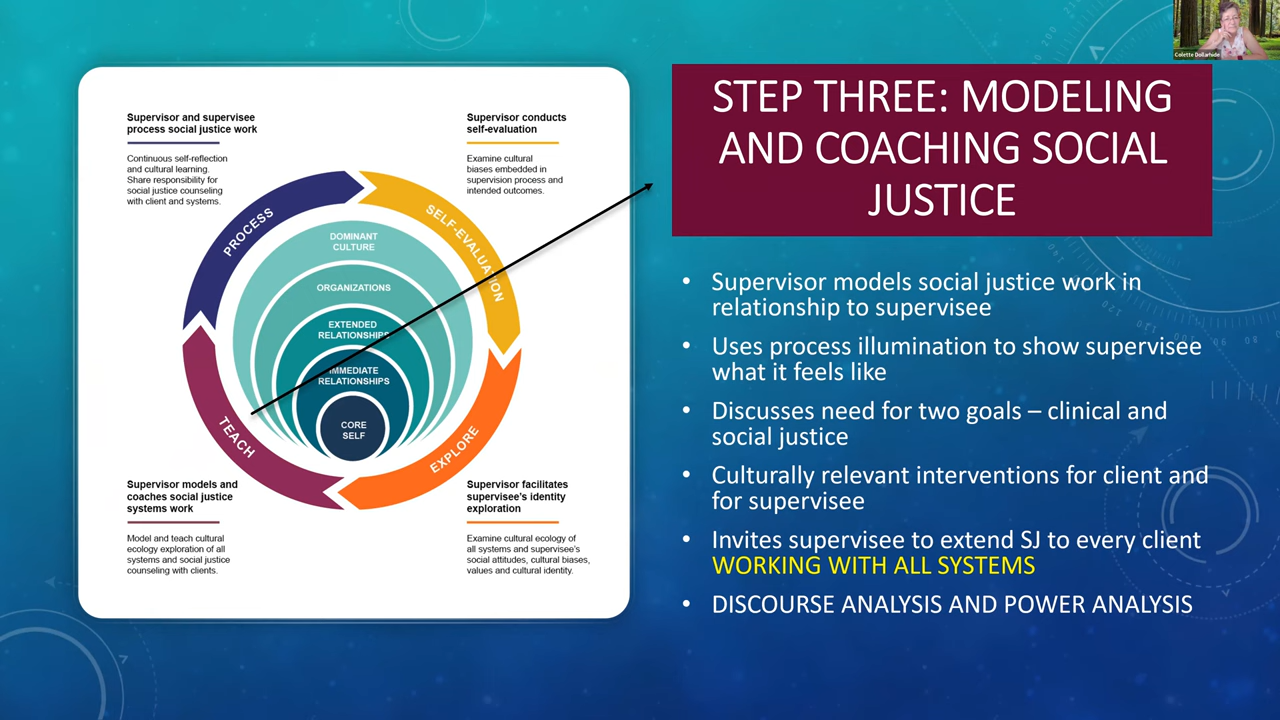 Colette Dollarhide
STEP THREE: MODELING
AND COACHING SOCIAL
JUSTICE
Supervisor and supervisee
process social justice work
Continuous self-reflection
and cultural learning.
Share responsibility for
social justice counseling
with client and systems.
Supervisor conducts
self-evaluation
Examine cultural
biases embedded in
supervision process and
intended outcomes.
PROCESS
SELF-EVALUATION
DOMINANT
CULTURE
ORGANIZATIONS
EXTENDED
RELATIONSHIPS
IMMEDIATE
RELATIONSHIPS
CORE
SELF
TEACH
EXPLORE
Supervisor models and
coaches social justice
systems work
Model and teach cultural
ecology exploration of all
systems and social justice
counseling with clients.
Supervisor facilitates
supervisee's identity
exploration
Examine cultural ecology of
all systems and supervisee's
social attitudes, cultural biases,
values and cultural identity.
• Supervisor models social justice work in
relationship to supervisee
• Uses process illumination to show supervisee
what it feels like
• Discusses need for two goals – clinical and
social justice
• Culturally relevant interventions for client and
for supervisee
• Invites supervisee to extend SJ to every client
WORKING WITH ALL SYSTEMS
• DISCOURSE ANALYSIS AND POWER ANALYSIS